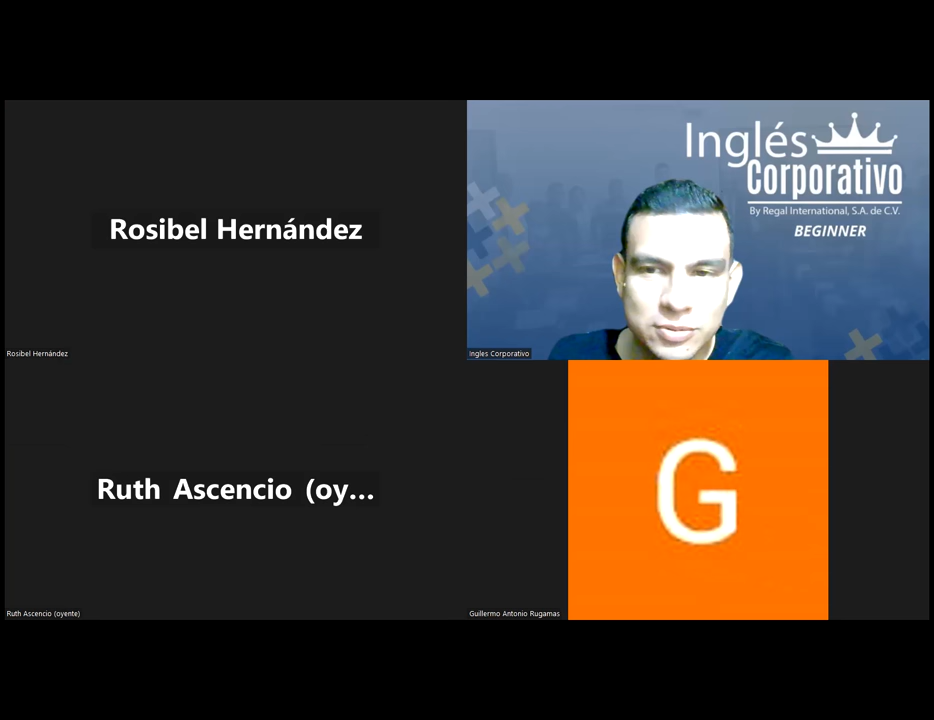 Rosibel Hernández
Rosibel Hernández
Inglés
Corporativo
By Regal International, S.A. de C.V.
BEGINNER
Ingles Corporativo
Ruth Ascencio (oy...
Ruth Ascencio (oyente)
G
Guillermo Antonio Rugamas